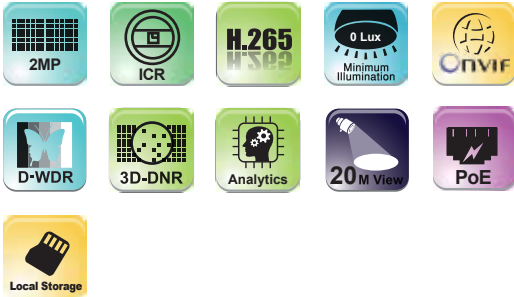 2MP
ICR
H.265
0 Lux
Minimum
Illumination
ONVIF
D-WDR
3D-DNR
Analytics
20M View
PoE
Local Storage